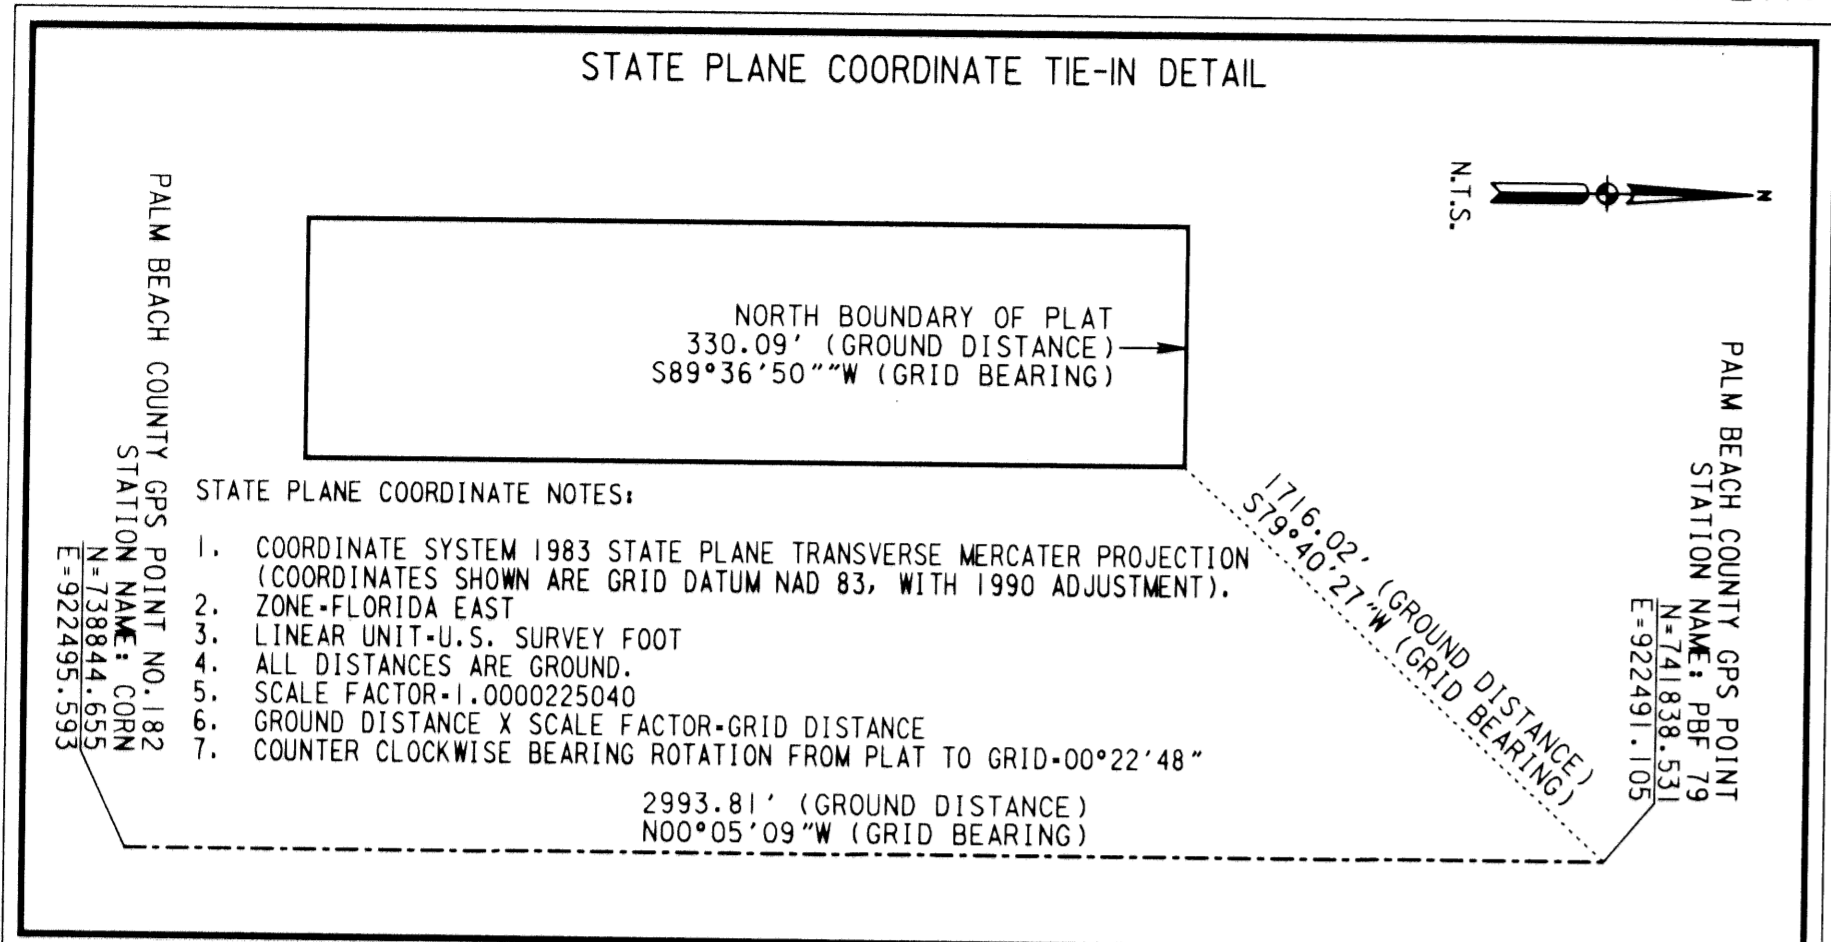 STATE PLANE COORDINATE TIE-IN DETAIL
N.T.S.
N
NORTH BOUNDARY OF PLAT
330.09' (GROUND DISTANCE)
S89°36'50""W (GRID BEARING)
PALM BEACH COUNTY GPS POINT NO.182
STATION NAME: CORN
N=738844.655
E=922495.593
STATE PLANE COORDINATE NOTES:
1. COORDINATE SYSTEM 1983 STATE PLANE TRANSVERSE MERCATER PROJECTION
(COORDINATES SHOWN ARE GRID DATUM NAD 83, WITH 1990 ADJUSTMENT).
2. ZONE=FLORIDA EAST
3. LINEAR UNIT=U.S. SURVEY FOOT
4. ALL DISTANCES ARE GROUND.
5. SCALE FACTOR=1.0000225040
6. GROUND DISTANCE X SCALE FACTOR=GRID DISTANCE
7. COUNTER CLOCKWISE BEARING ROTATION FROM PLAT TO GRID=00°22'48"
1716.02' (GROUND DISTANCE)
S79°40'27"W (GRID BEARING)
PALM BEACH COUNTY GPS POINT
STATION NAME: PBF 79
N=741838.531
E=922491.105
2993.81' (GROUND DISTANCE)
N00°05'09"W (GRID BEARING)